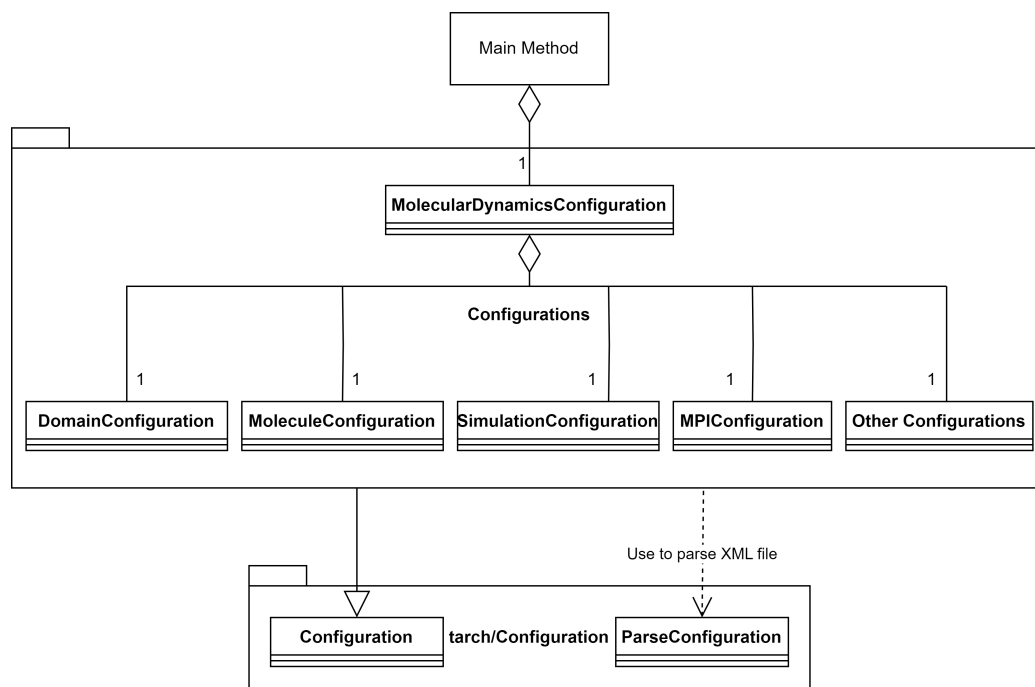 Main Method
1
MolecularDynamicsConfiguration
Configurations
1
1
1
1
1
DomainConfiguration
MoleculeConfiguration
SimulationConfiguration
MPIConfiguration
Other Configurations
Use to parse XML file
Configuration
tarch/Configuration
ParseConfiguration